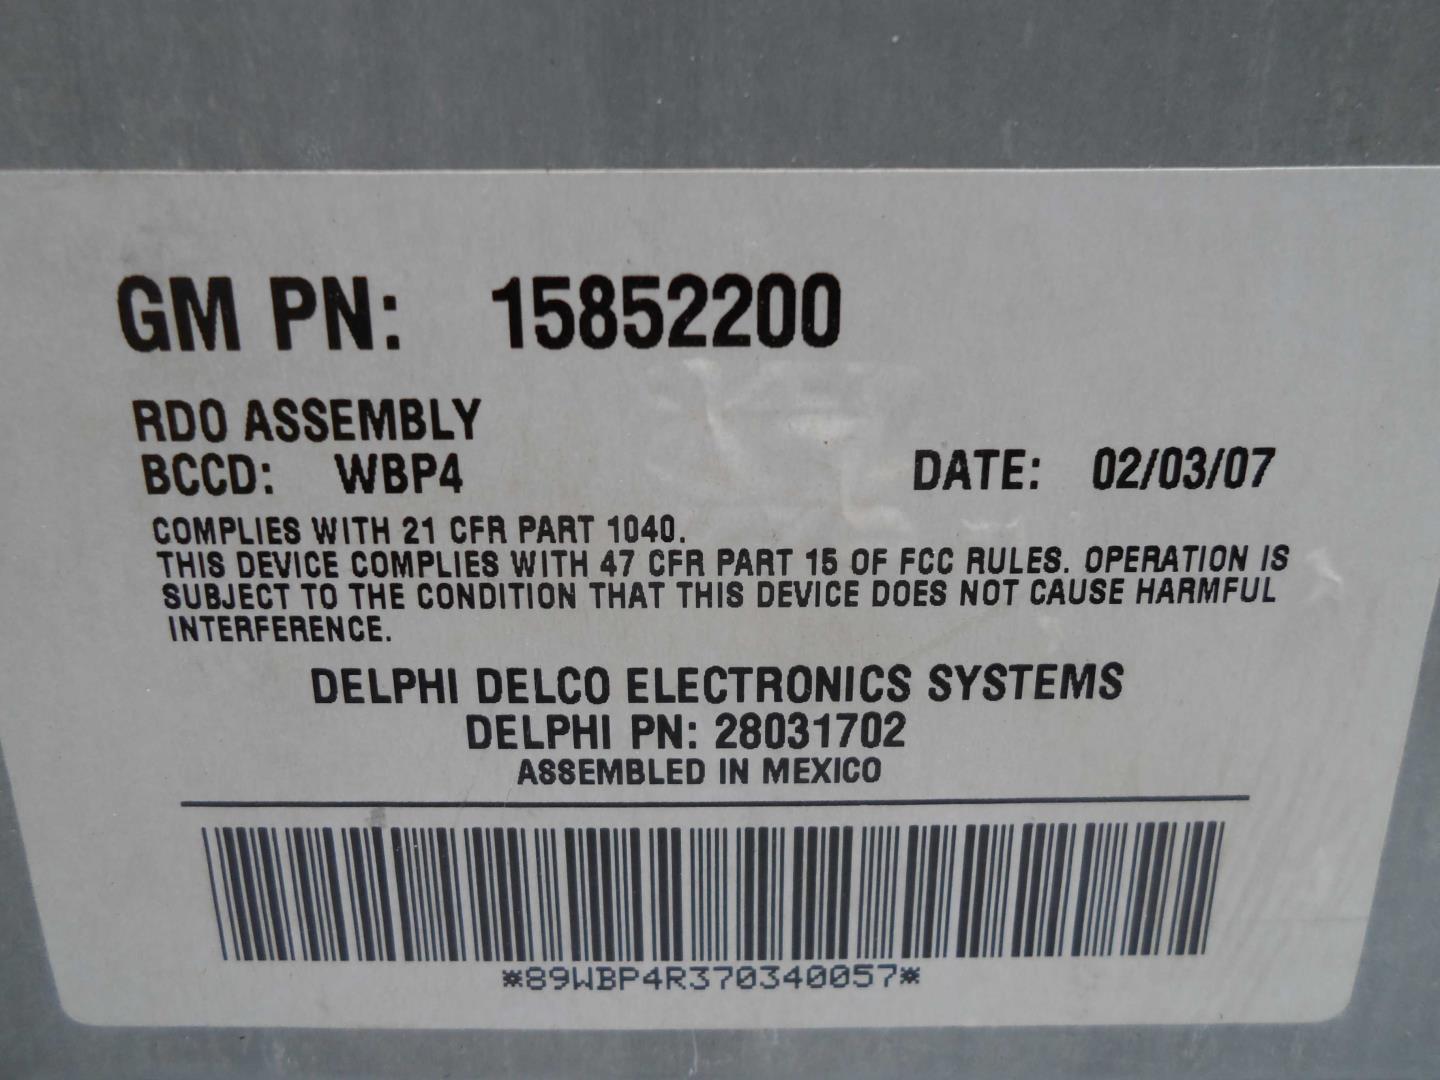 GM PN: 15852200
RDO ASSEMBLY
BCCD: WBP4 DATE: 02/03/07
COMPLIES WITH 21 CFR PART 1040.
THIS DEVICE COMPLIES WITH 47 CFR PART 15 OF FCC RULES. OPERATION IS
SUBJECT TO THE CONDITION THAT THIS DEVICE DOES NOT CAUSE HARMFUL
INTERFERENCE.
DELPHI DELCO ELECTRONICS SYSTEMS
DELPHI PN: 28031702
ASSEMBLED IN MEXICO
*89WBP4R370340057*